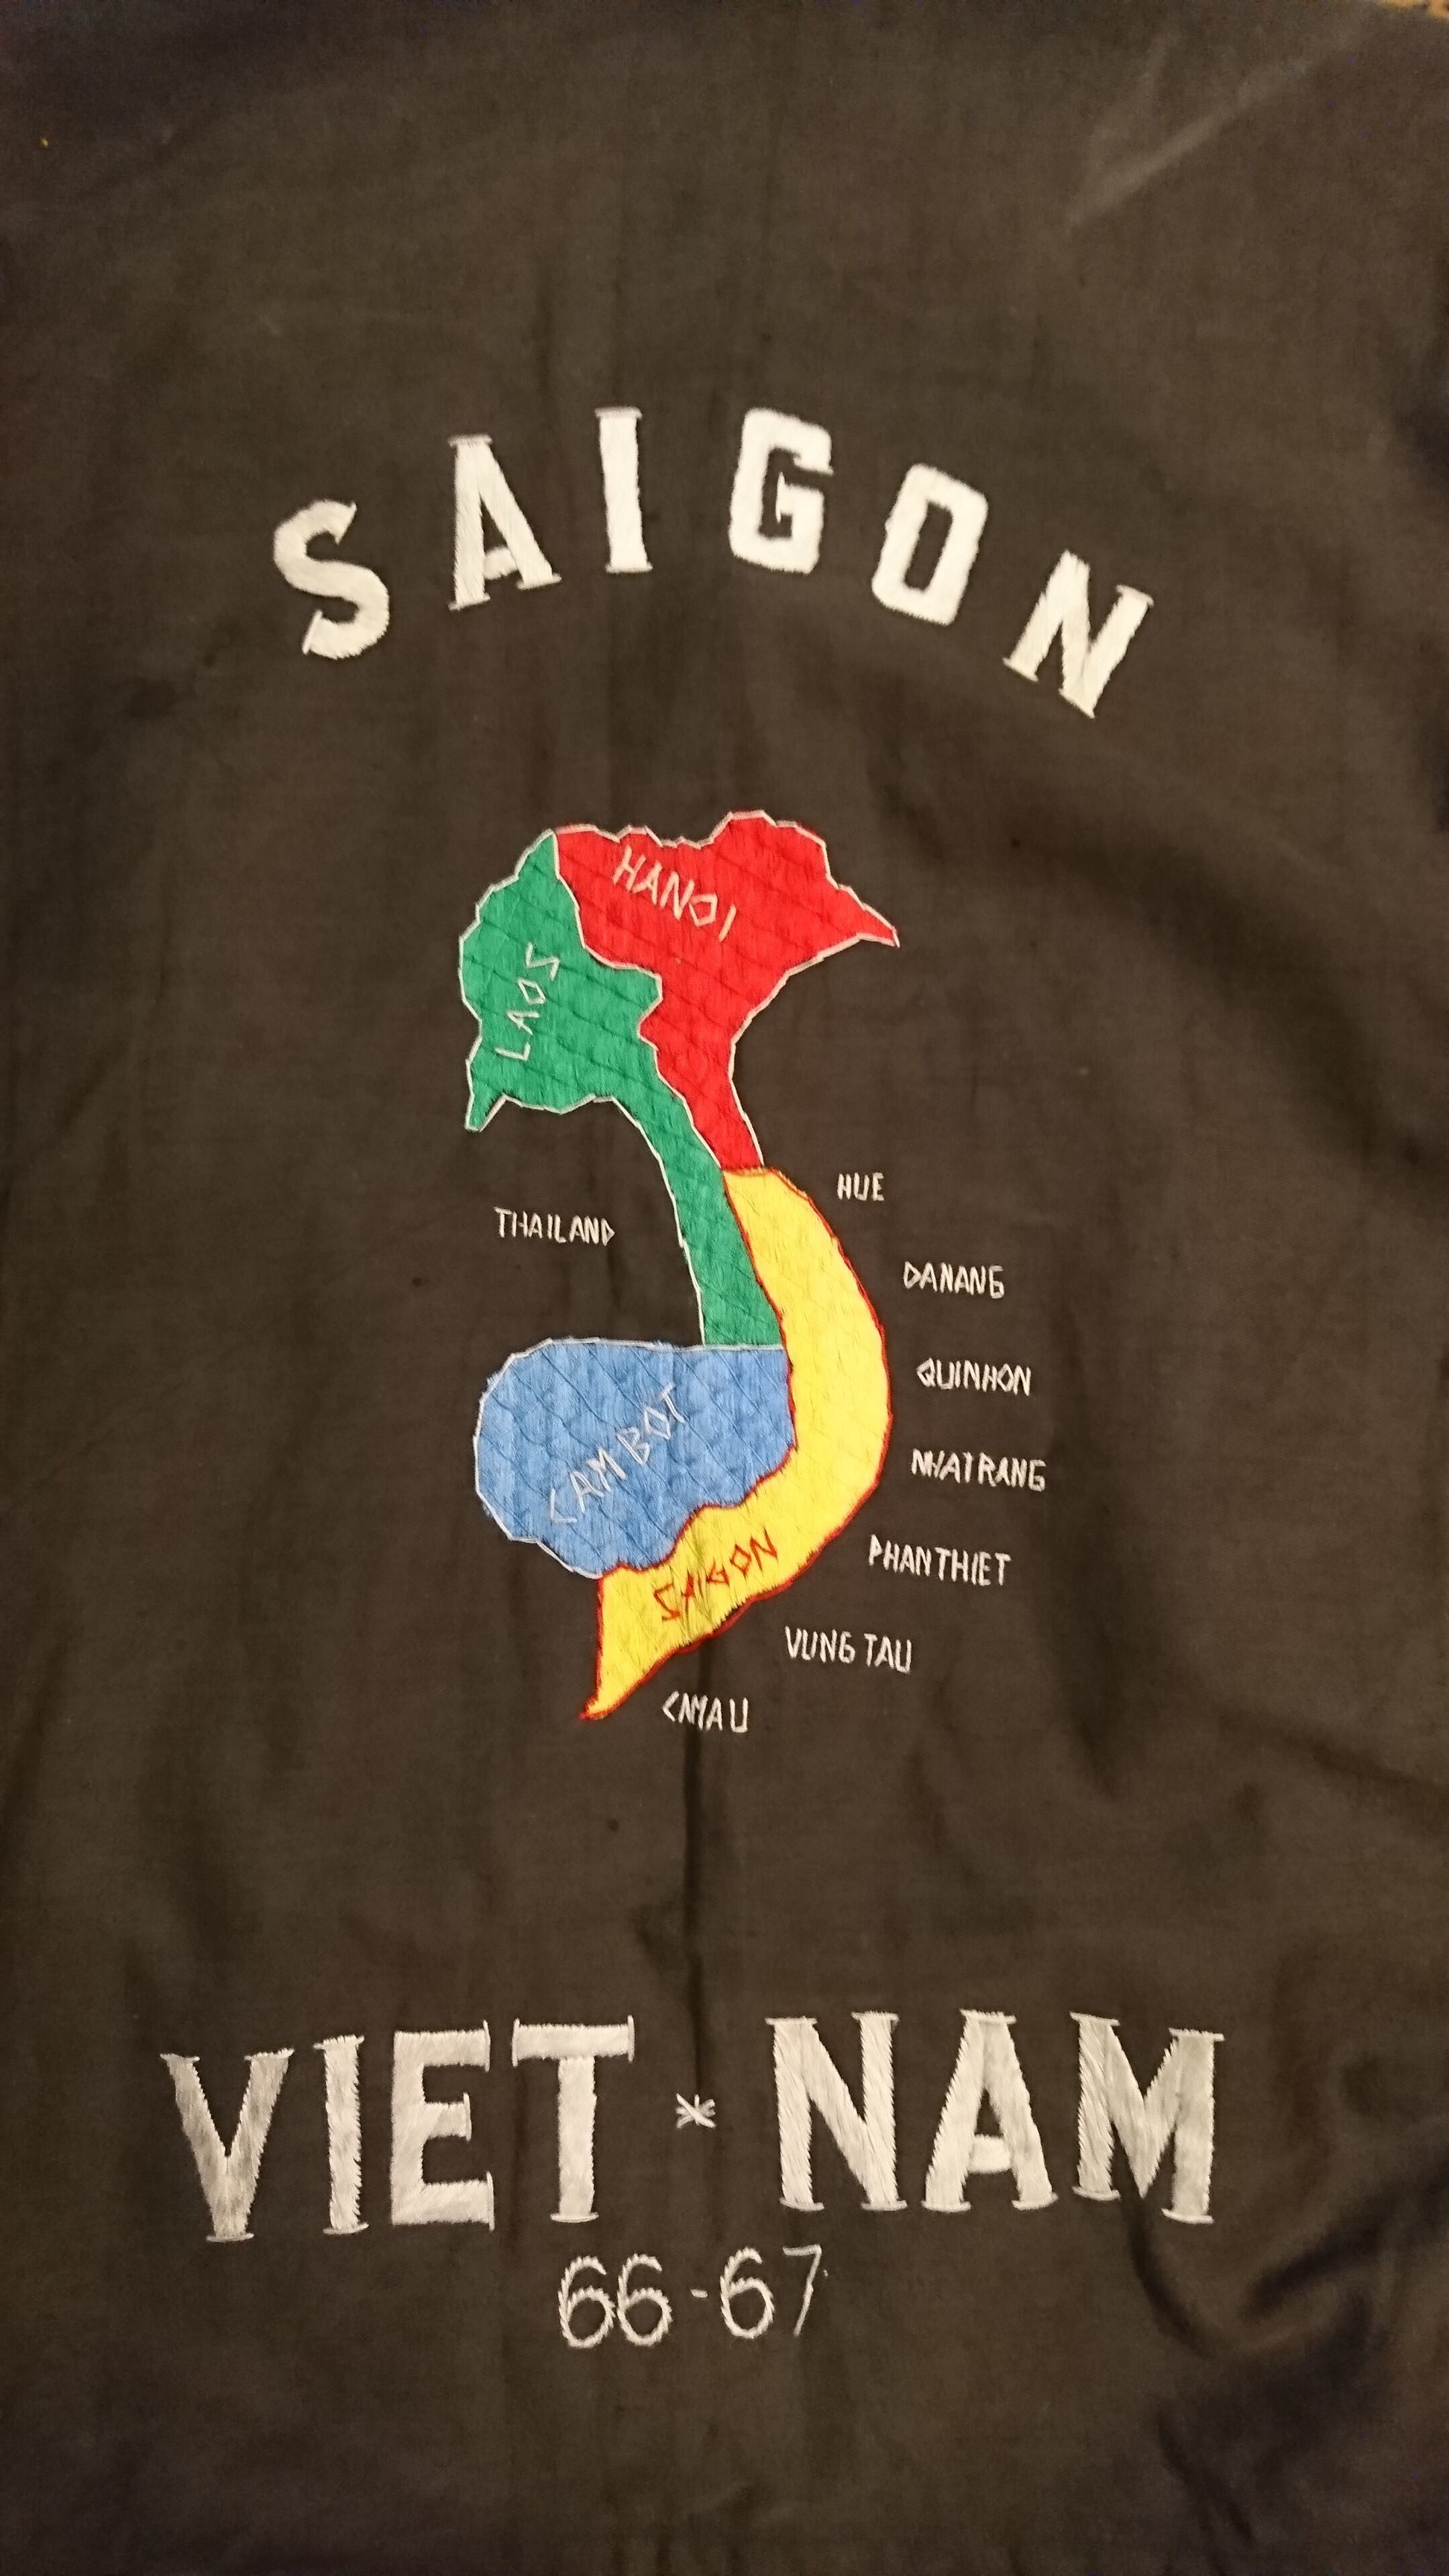 SAIGON
HANOI
LAOS
HUE
THAILAND
DANANG
QUINHON
NHATRANG
CAMBOT
PHANTHIET
SAIGON
VUNG TAU
CAMAU
VIET * NAM
66-67